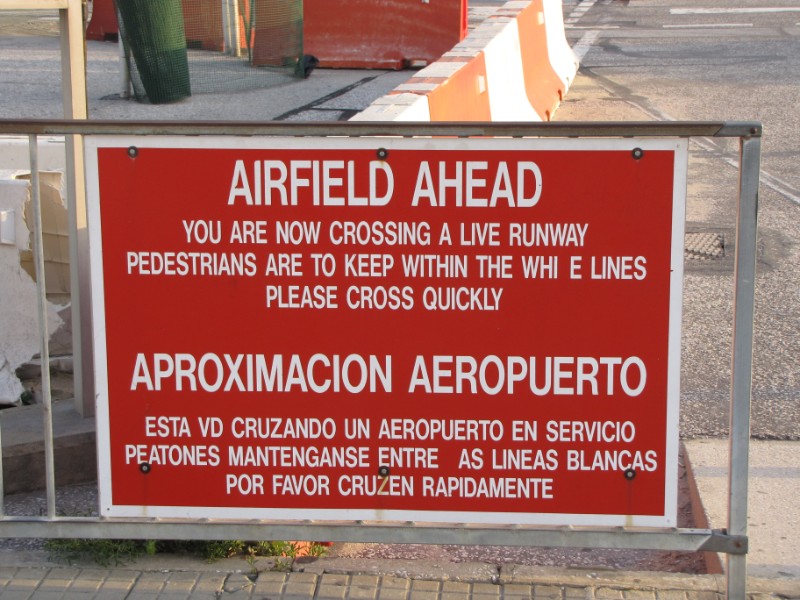 AIRFIELD AHEAD
YOU ARE NOW CROSSING A LIVE RUNWAY
PEDESTRIANS ARE TO KEEP WITHIN THE WHI E LINES
PLEASE CROSS QUICKLY
APROXIMACION AEROPUERTO
ESTA VD CRUZANDO UN AEROPUERTO EN SERVICIO
PEATONES MANTENGANSE ENTRE AS LINEAS BLANCAS
POR FAVOR CRUZEN RAPIDAMENTE